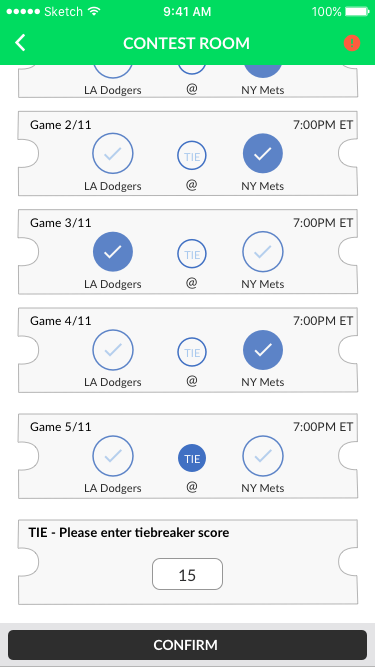 Sketch 9:41 AM 100%
CONTEST ROOM
LA Dodgers @ NY Mets
Game 2/11 7:00PM ET
TIE
LA Dodgers @ NY Mets
Game 3/11 7:00PM ET
TIE
LA Dodgers @ NY Mets
Game 4/11 7:00PM ET
TIE
LA Dodgers @ NY Mets
Game 5/11 7:00PM ET
TIE
LA Dodgers @ NY Mets
TIE - Please enter tiebreaker score
15
CONFIRM